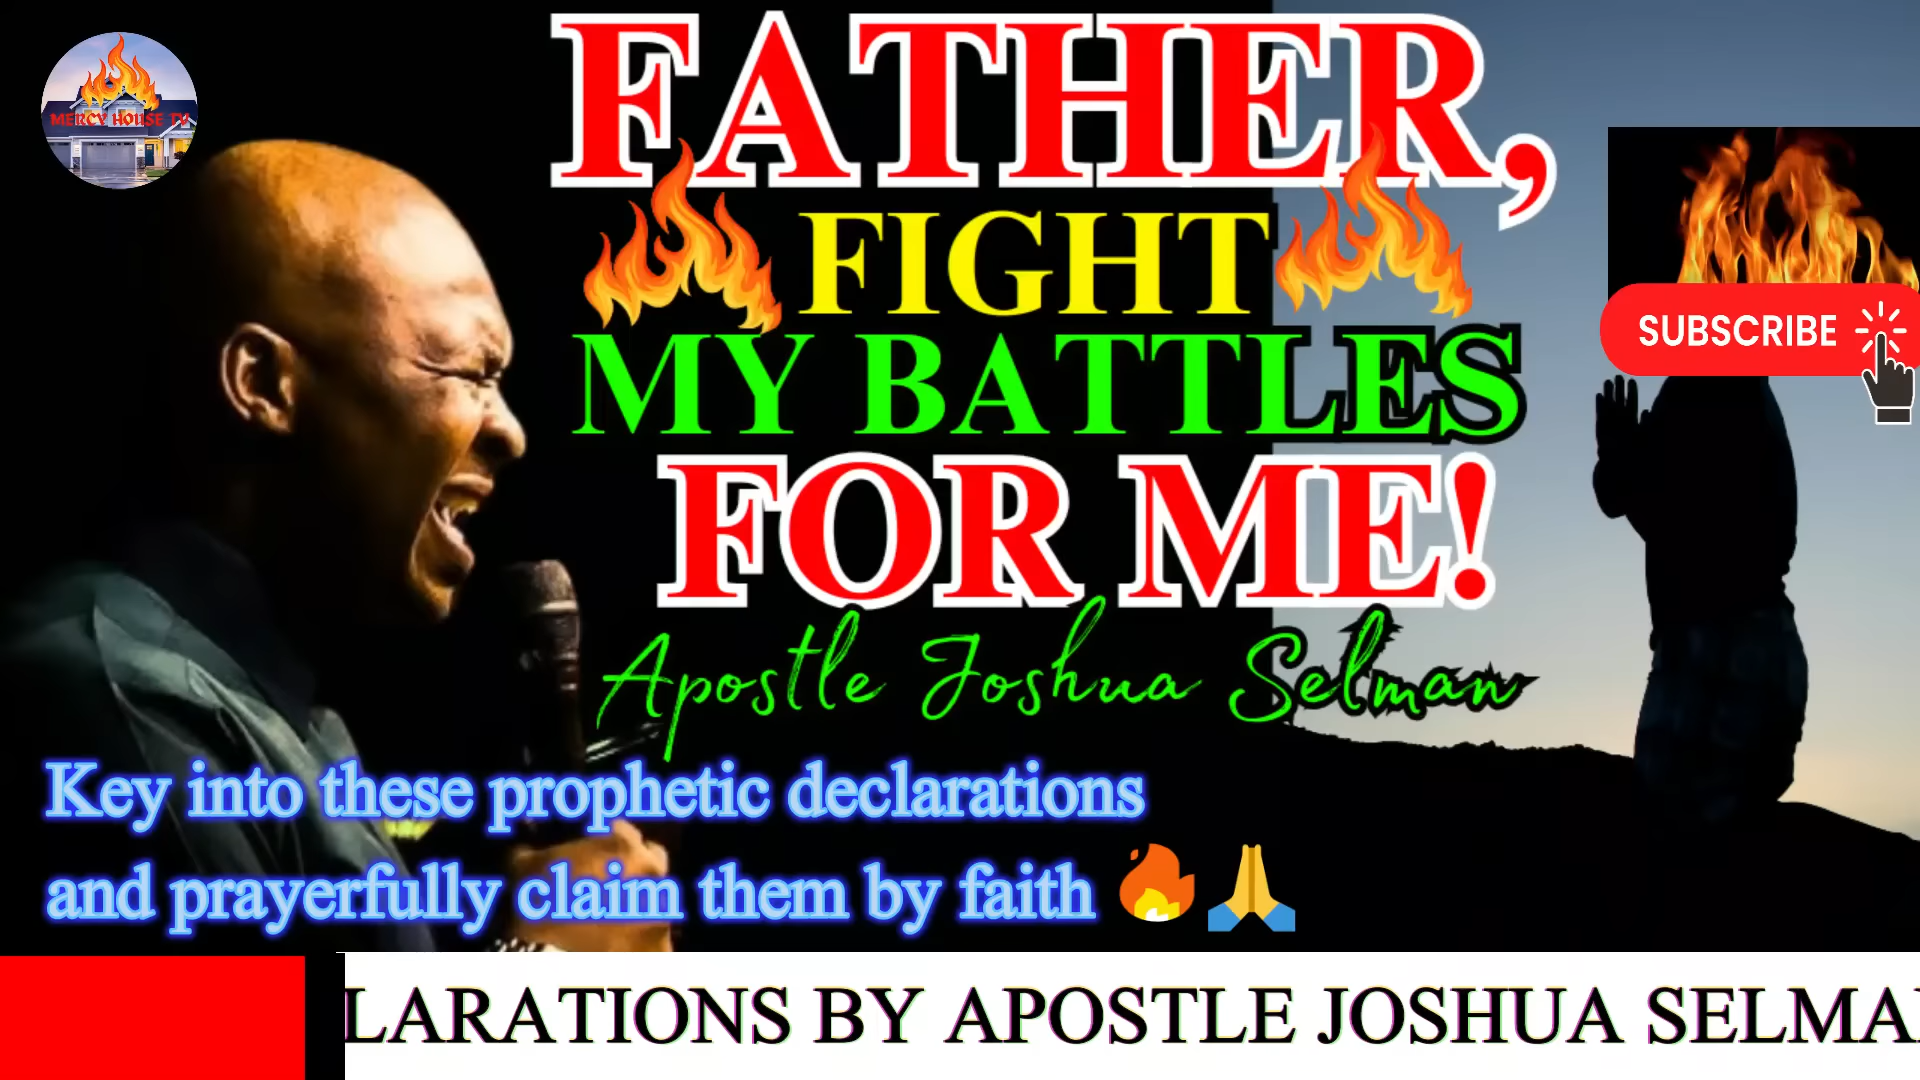 MERCY HOUSE TV
FATHER,
FIGHT
MY BATTLES
FOR ME!
Apostle Joshua Selman
SUBSCRIBE
Key into these prophetic declarations
and prayerfully claim them by faith 🔥🙏
LARATIONS BY APOSTLE JOSHUA SELMA